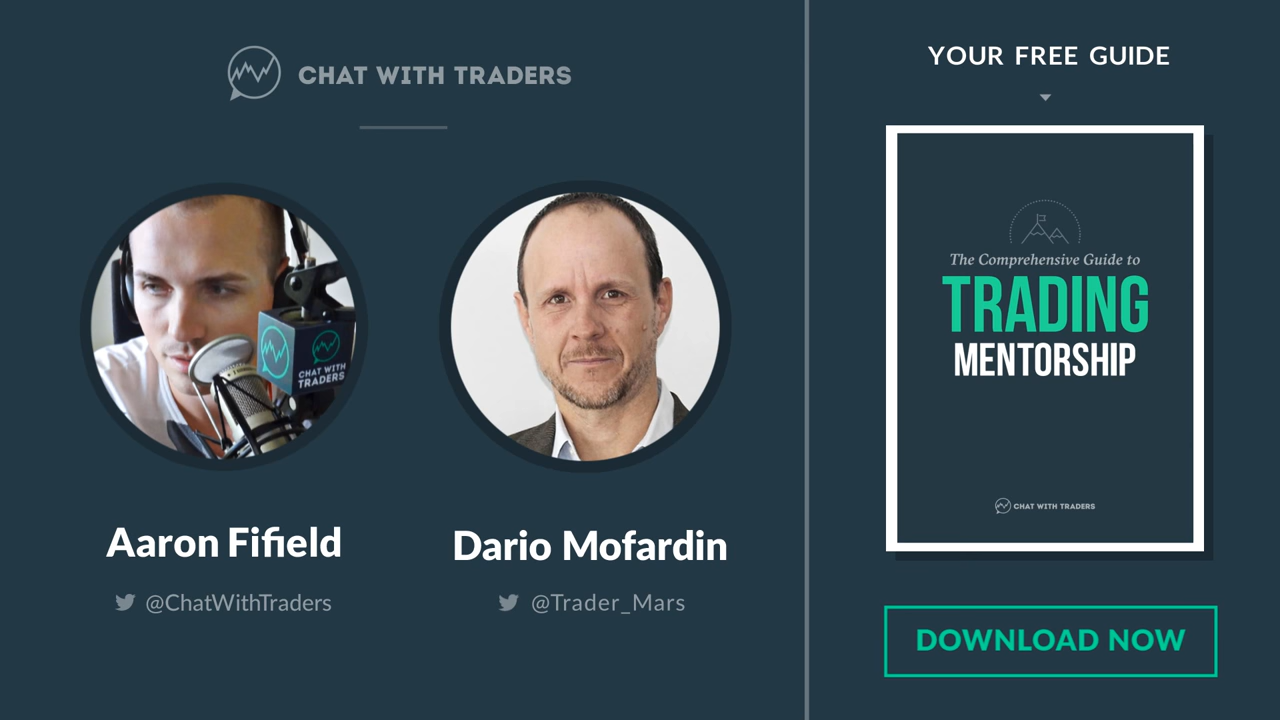 CHAT WITH TRADERS
CHAT WITH
TRADERS
Aaron Fifield
@ChatWithTraders
Dario Mofardin
@Trader_Mars
YOUR FREE GUIDE
The Comprehensive Guide to
TRADING
MENTORSHIP
CHAT WITH TRADERS
DOWNLOAD NOW